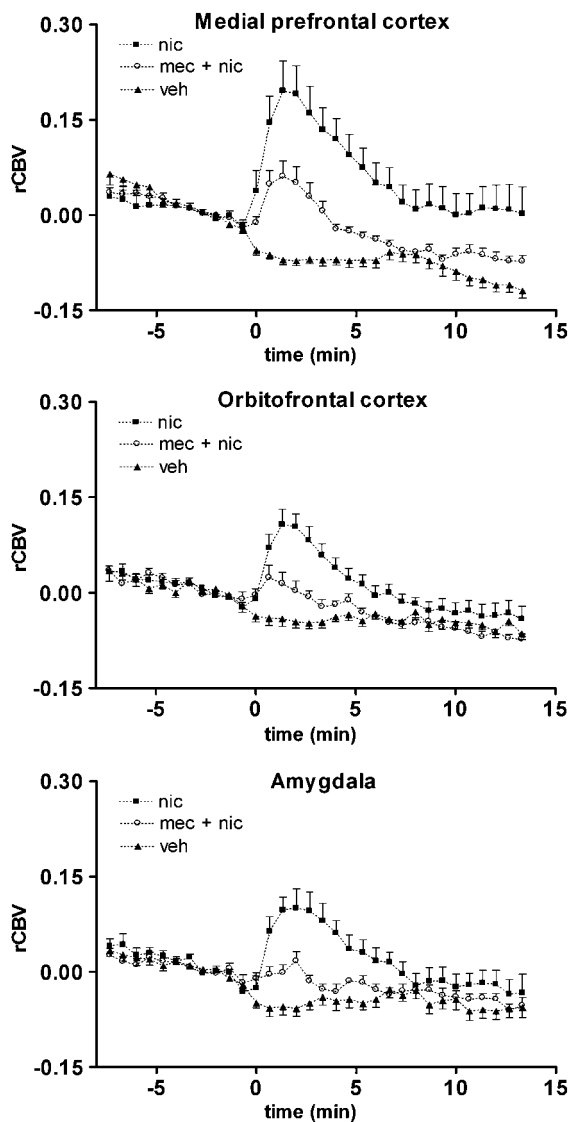 Medial prefrontal cortex
0.30
nic
mec + nic
veh
0.15
rCBV
0.00
-0.15
-5 0 5 10 15
time (min)
Orbitofrontal cortex
0.30
nic
mec + nic
veh
0.15
rCBV
0.00
-0.15
-5 0 5 10 15
time (min)
Amygdala
0.30
nic
mec + nic
veh
0.15
rCBV
0.00
-0.15
-5 0 5 10 15
time (min)